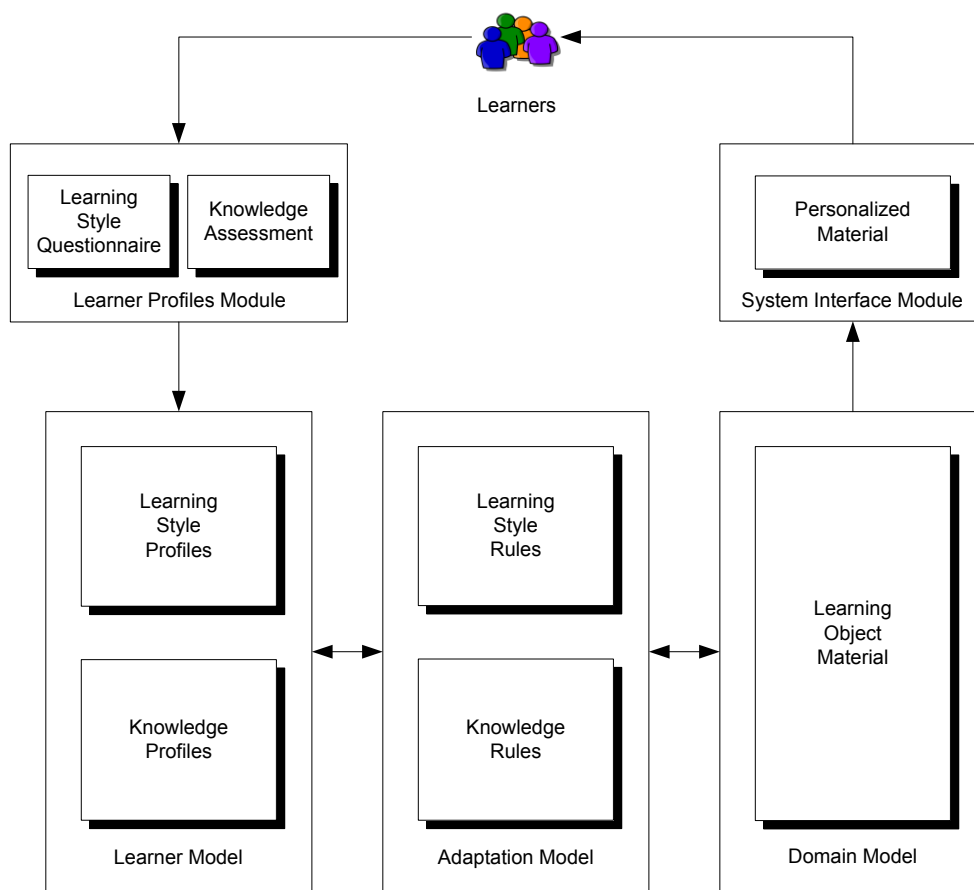 Learners
Learning
Style
Questionnaire
Knowledge
Assessment
Learner Profiles Module
Personalized
Material
System Interface Module
Learning
Style
Profiles
Knowledge
Profiles
Learner Model
Learning
Style
Rules
Knowledge
Rules
Adaptation Model
Learning
Object
Material
Domain Model